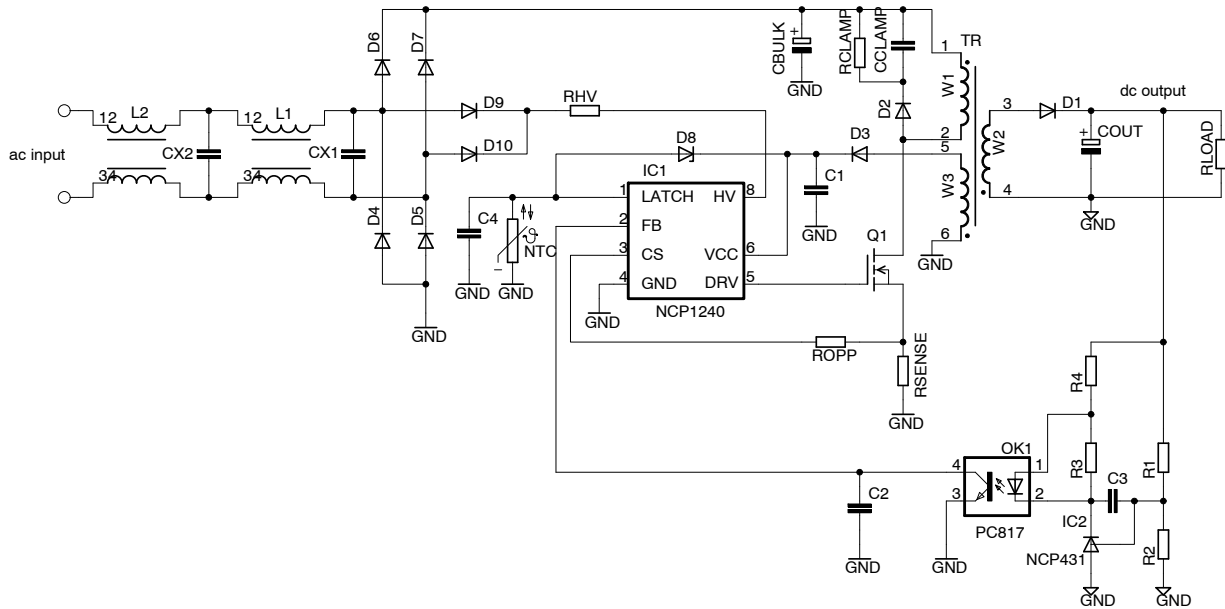 D6
D7
CBULK
+
GND
RCLAMP
CCLAMP
1
TR
W1
D2
2
12 L2
12 L1
D9
RHV
D10
D8
D3
5
3
D1
dc output
+
COUT
RLOAD
W2
W3
4
GND
ac input
CX2
CX1
34
34
IC1
C1
GND
6
GND
D4
D5
GND
C4
GND
ϑ
NTC
−
GND
1 LATCH HV 8
2 FB
3 CS VCC 6
4 GND DRV 5
NCP1240
GND
Q1
ROPP
RSENSE
GND
R4
R3
R1
OK1
4
1
3
2
PC817
GND
C2
GND
C3
IC2
NCP431
R2
GND
GND